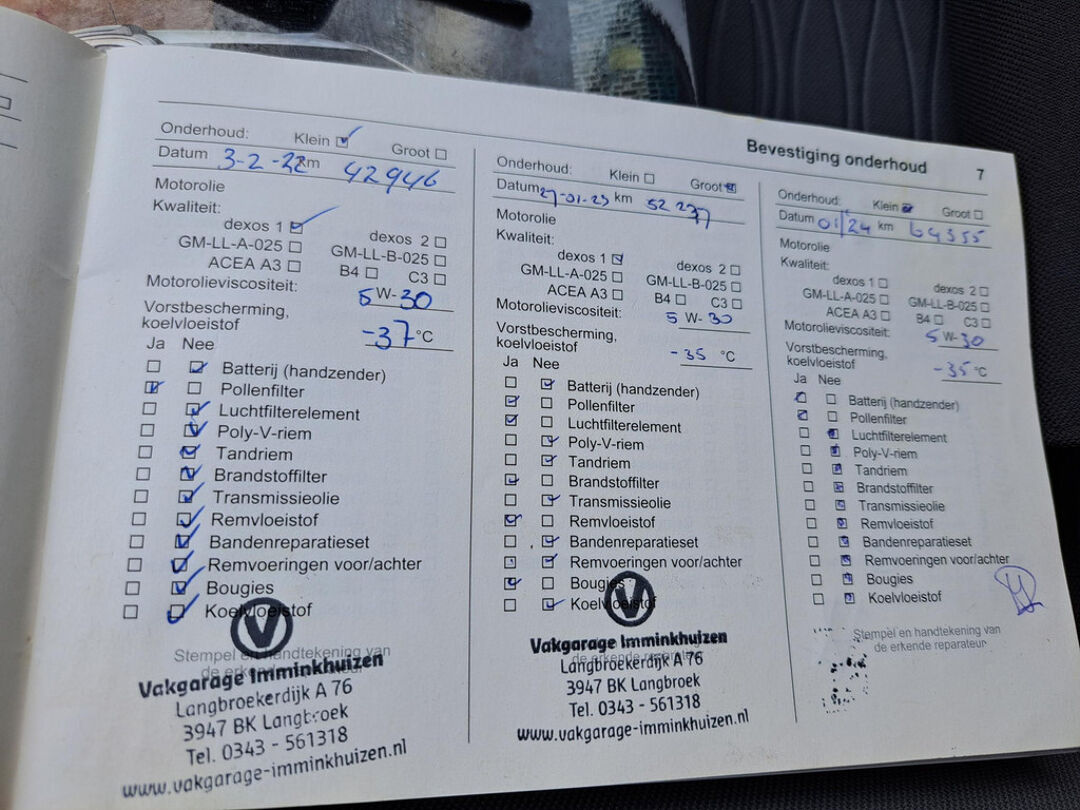 Bevestiging onderhoud 7
Onderhoud: Klein ☑ Groot ☐
Datum 3-2-22 km 42946
Motorolie
Kwaliteit:
dexos 1 ☑ dexos 2 ☐
GM-LL-A-025 ☐ GM-LL-B-025 ☐
ACEA A3 ☐ B4 ☐ C3 ☐
Motorolieviscositeit: 5 W- 30
Vorstbescherming,
koelvloeistof -37 °C
Ja Nee
☐ ☑ Batterij (handzender)
☑ ☐ Pollenfilter
☐ ☑ Luchtfilterelement
☐ ☑ Poly-V-riem
☐ ☑ Tandriem
☐ ☑ Brandstoffilter
☐ ☑ Transmissieolie
☐ ☑ Remvloeistof
☐ ☑ Bandenreparatieset
☐ ☑ Remvoeringen voor/achter
☐ ☑ Bougies
☐ ☑ Koelvloeistof
Stempel en handtekening van
de erkende reparateur
Vakgarage Imminkhuizen
Langbroekerdijk A 76
3947 BK Langbroek
Tel. 0343 - 561318
www.vakgarage-imminkhuizen.nl
Onderhoud: Klein ☐ Groot ☑
Datum 27-01-23 km 52277
Motorolie
Kwaliteit:
dexos 1 ☑ dexos 2 ☐
GM-LL-A-025 ☐ GM-LL-B-025 ☐
ACEA A3 ☐ B4 ☐ C3 ☐
Motorolieviscositeit: 5 W- 30
Vorstbescherming,
koelvloeistof -35 °C
Ja Nee
☐ ☑ Batterij (handzender)
☑ ☐ Pollenfilter
☑ ☐ Luchtfilterelement
☐ ☑ Poly-V-riem
☐ ☑ Tandriem
☑ ☐ Brandstoffilter
☐ ☑ Transmissieolie
☑ ☐ Remvloeistof
☐ ☑ Bandenreparatieset
☐ ☑ Remvoeringen voor/achter
☑ ☐ Bougies
☐ ☑ Koelvloeistof
Vakgarage Imminkhuizen
Langbroekerdijk A 76
3947 BK Langbroek
Tel. 0343 - 561318
www.vakgarage-imminkhuizen.nl
Onderhoud: Klein ☑ Groot ☐
Datum 01/24 km 64355
Motorolie
Kwaliteit:
dexos 1 ☐ dexos 2 ☐
GM-LL-A-025 ☐ GM-LL-B-025 ☐
ACEA A3 ☐ B4 ☐ C3 ☐
Motorolieviscositeit: 5 W- 30
Vorstbescherming,
koelvloeistof -35 °C
Ja Nee
☑ ☐ Batterij (handzender)
☑ ☐ Pollenfilter
☐ ☑ Luchtfilterelement
☐ ☑ Poly-V-riem
☐ ☑ Tandriem
☐ ☑ Brandstoffilter
☐ ☑ Transmissieolie
☐ ☑ Remvloeistof
☐ ☑ Bandenreparatieset
☐ ☑ Remvoeringen voor/achter
☐ ☑ Bougies
☐ ☑ Koelvloeistof
Stempel en handtekening van
de erkende reparateur